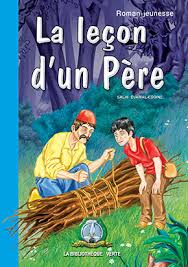 Roman jeunesse
La leçon
d'un Père
LA BIBLIOTHÈQUE VERTE